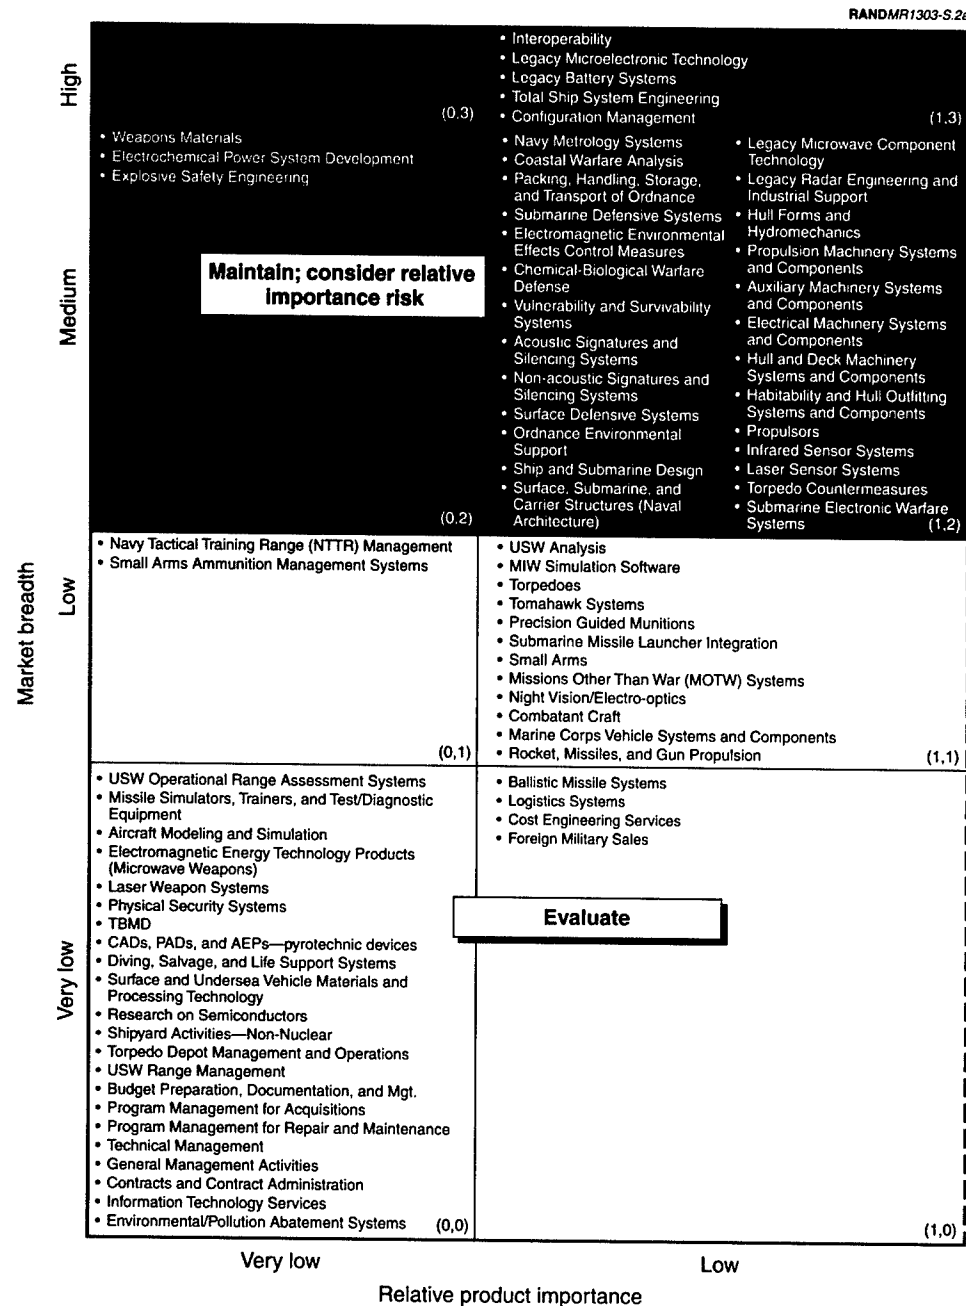 RANDMR1303-S.2a
High
• Interoperability
• Legacy Microelectronic Technology
• Legacy Battery Systems
• Total Ship System Engineering
• Configuration Management
(0.3)
(1,3)
Medium
• Weapons Materials
• Electrochemical Power System Development
• Explosive Safety Engineering
Maintain; consider relative
importance risk
(0.2)
• Navy Metrology Systems
• Coastal Warfare Analysis
• Packing, Handling, Storage,
and Transport of Ordnance
• Submarine Defensive Systems
• Electromagnetic Environmental
Effects Control Measures
• Chemical-Biological Warfare
Defense
• Vulnerability and Survivability
Systems
• Acoustic Signatures and
Silencing Systems
• Non-acoustic Signatures and
Silencing Systems
• Surface Defensive Systems
• Ordnance Environmental
Support
• Ship and Submarine Design
• Surface, Submarine, and
Carrier Structures (Naval
Architecture)
• Legacy Microwave Component
Technology
• Legacy Radar Engineering and
Industrial Support
• Hull Forms and
Hydromechanics
• Propulsion Machinery Systems
and Components
• Auxiliary Machinery Systems
and Components
• Electrical Machinery Systems
and Components
• Hull and Deck Machinery
Systems and Components
• Habitability and Hull Outfitting
Systems and Components
• Propulsors
• Infrared Sensor Systems
• Laser Sensor Systems
• Torpedo Countermeasures
• Submarine Electronic Warfare
Systems
(1,2)
Market breadth
Low
• Navy Tactical Training Range (NTTR) Management
• Small Arms Ammunition Management Systems
(0,1)
• USW Analysis
• MIW Simulation Software
• Torpedoes
• Tomahawk Systems
• Precision Guided Munitions
• Submarine Missile Launcher Integration
• Small Arms
• Missions Other Than War (MOTW) Systems
• Night Vision/Electro-optics
• Combatant Craft
• Marine Corps Vehicle Systems and Components
• Rocket, Missiles, and Gun Propulsion
(1,1)
Very low
• USW Operational Range Assessment Systems
• Missile Simulators, Trainers, and Test/Diagnostic
Equipment
• Aircraft Modeling and Simulation
• Electromagnetic Energy Technology Products
(Microwave Weapons)
• Laser Weapon Systems
• Physical Security Systems
• TBMD
• CADs, PADs, and AEPs—pyrotechnic devices
• Diving, Salvage, and Life Support Systems
• Surface and Undersea Vehicle Materials and
Processing Technology
• Research on Semiconductors
• Shipyard Activities—Non-Nuclear
• Torpedo Depot Management and Operations
• USW Range Management
• Budget Preparation, Documentation, and Mgt.
• Program Management for Acquisitions
• Program Management for Repair and Maintenance
• Technical Management
• General Management Activities
• Contracts and Contract Administration
• Information Technology Services
• Environmental/Pollution Abatement Systems
(0,0)
• Ballistic Missile Systems
• Logistics Systems
• Cost Engineering Services
• Foreign Military Sales
Evaluate
(1,0)
Very low
Low
Relative product importance